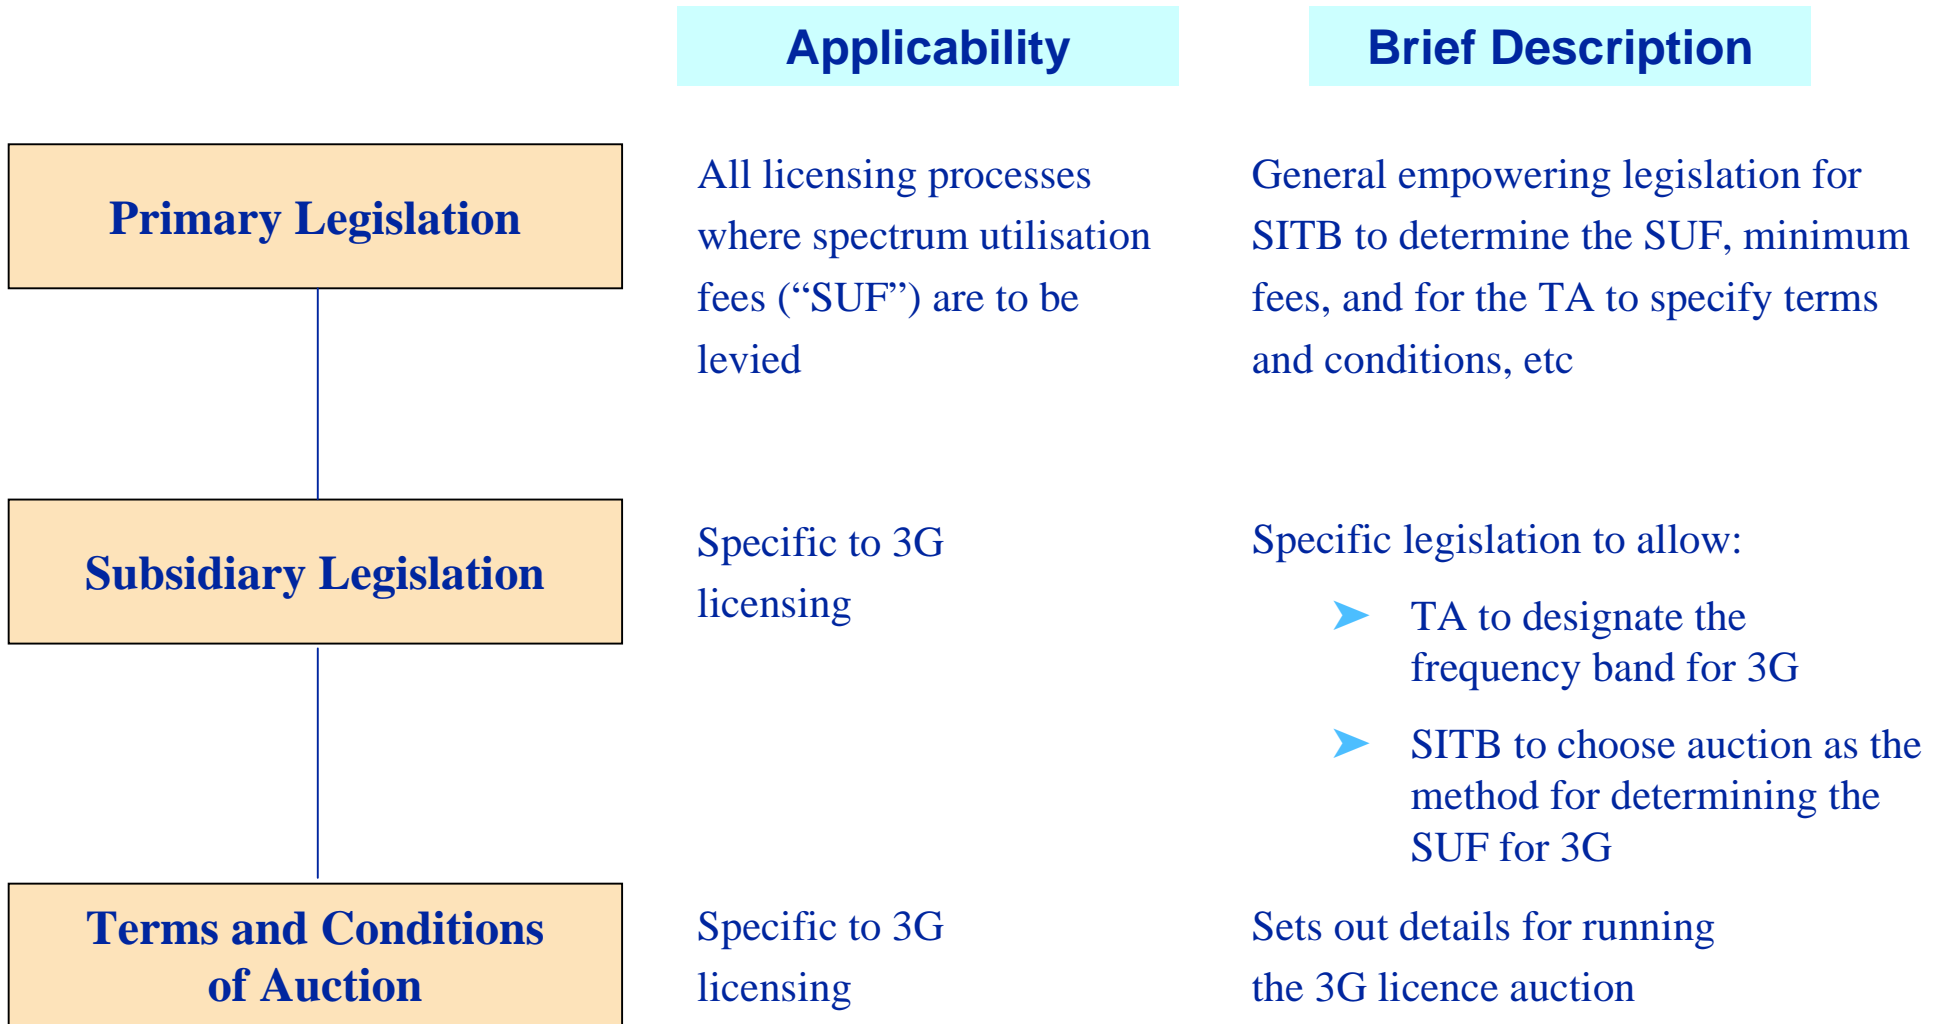 Applicability
Brief Description
Primary Legislation
All licensing processes
where spectrum utilisation
fees (“SUF”) are to be
levied
General empowering legislation for
SITB to determine the SUF, minimum
fees, and for the TA to specify terms
and conditions, etc
Subsidiary Legislation
Specific to 3G
licensing
Specific legislation to allow:
➤ TA to designate the
frequency band for 3G
➤ SITB to choose auction as the
method for determining the
SUF for 3G
Terms and Conditions
of Auction
Specific to 3G
licensing
Sets out details for running
the 3G licence auction